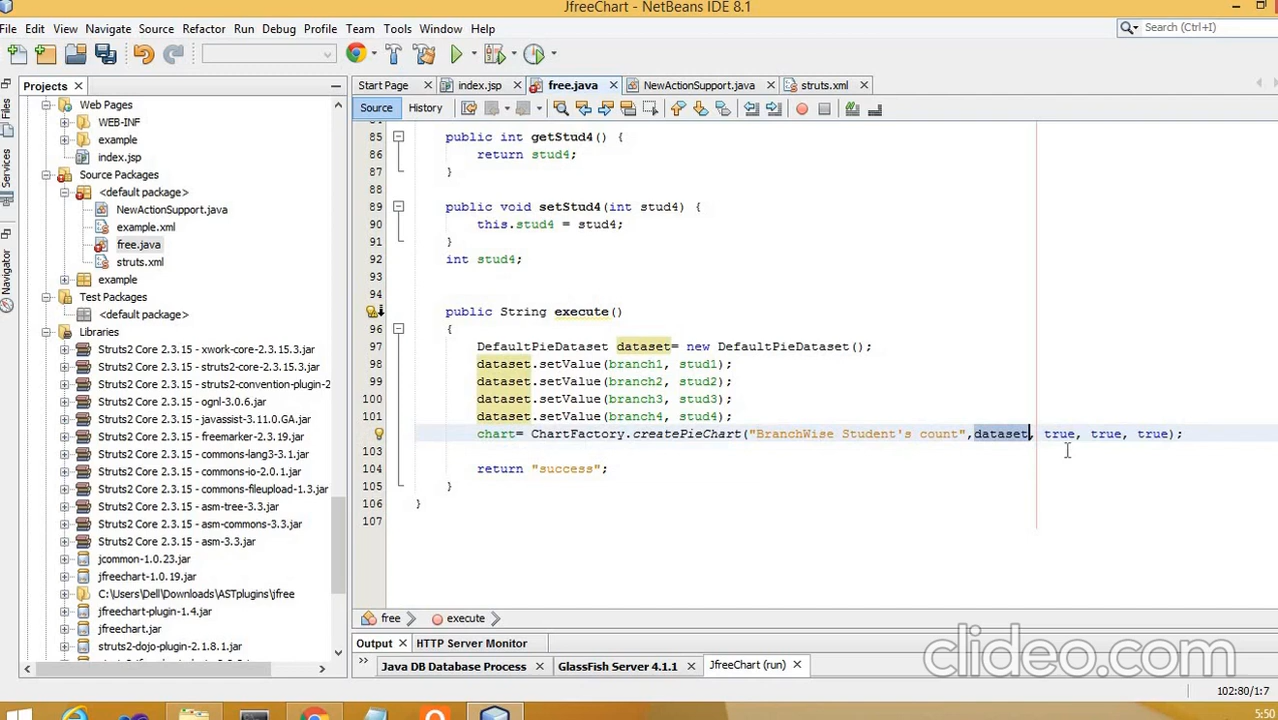 JfreeChart - NetBeans IDE 8.1
File Edit View Navigate Source Refactor Run Debug Profile Team Tools Window Help
Search (Ctrl+I)
Projects
Start Page index.jsp free.java NewActionSupport.java struts.xml
Source History
Files
Services
Navigator
Web Pages
WEB-INF
example
index.jsp
Source Packages
<default package>
NewActionSupport.java
example.xml
free.java
struts.xml
example
Test Packages
<default package>
Libraries
Struts2 Core 2.3.15 - xwork-core-2.3.15.3.jar
Struts2 Core 2.3.15 - struts2-core-2.3.15.3.jar
Struts2 Core 2.3.15 - struts2-convention-plugin-2
Struts2 Core 2.3.15 - ognl-3.0.6.jar
Struts2 Core 2.3.15 - javassist-3.11.0.GA.jar
Struts2 Core 2.3.15 - freemarker-2.3.19.jar
Struts2 Core 2.3.15 - commons-logging-1.1.3.jar
Struts2 Core 2.3.15 - commons-io-2.0.1.jar
Struts2 Core 2.3.15 - commons-fileupload-1.3.jar
Struts2 Core 2.3.15 - asm-tree-3.3.jar
Struts2 Core 2.3.15 - asm-commons-3.3.jar
Struts2 Core 2.3.15 - asm-3.3.jar
jcommon-1.0.23.jar
jfreechart-1.0.19.jar
C:\Users\Dell\Downloads\ASTplugins\jfree
jfreechart-plugin-1.4.jar
jfreechart.jar
struts2-dojo-plugin-2.1.8.1.jar
85 public int getStud4() {
86 return stud4;
87 }
88
89 public void setStud4(int stud4) {
90 this.stud4 = stud4;
91 }
92 int stud4;
93
94
public String execute()
96 {
97 DefaultPieDataset dataset= new DefaultPieDataset();
98 dataset.setValue(branch1, stud1);
99 dataset.setValue(branch2, stud2);
100 dataset.setValue(branch3, stud3);
101 dataset.setValue(branch4, stud4);
chart= ChartFactory.createPieChart("BranchWise Student's count",dataset, true, true, true);
103
104 return "success";
105 }
106 }
107
free execute
Output HTTP Server Monitor
Java DB Database Process GlassFish Server 4.1.1 JfreeChart (run)
102:80/1:7
5:50
clideo.com